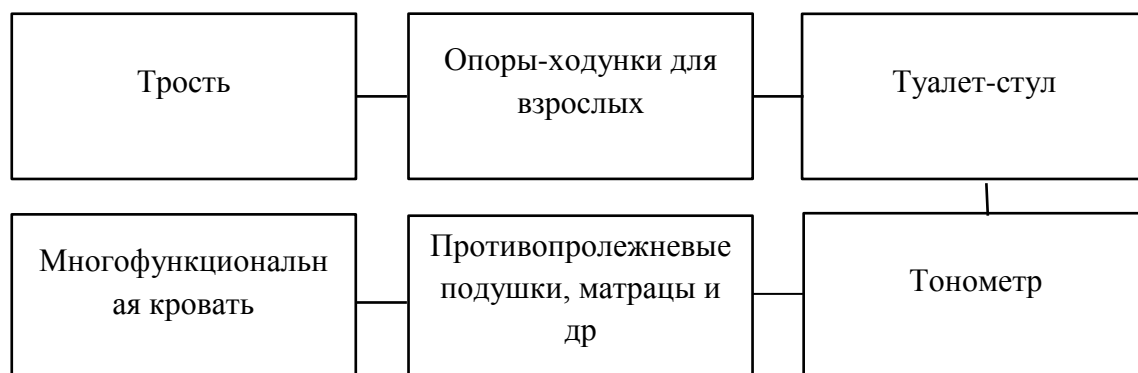 Трость
Опоры-ходунки для
взрослых
Туалет-стул
Многофункциональн
ая кровать
Противопролежневые
подушки, матрацы и
др
Тонометр